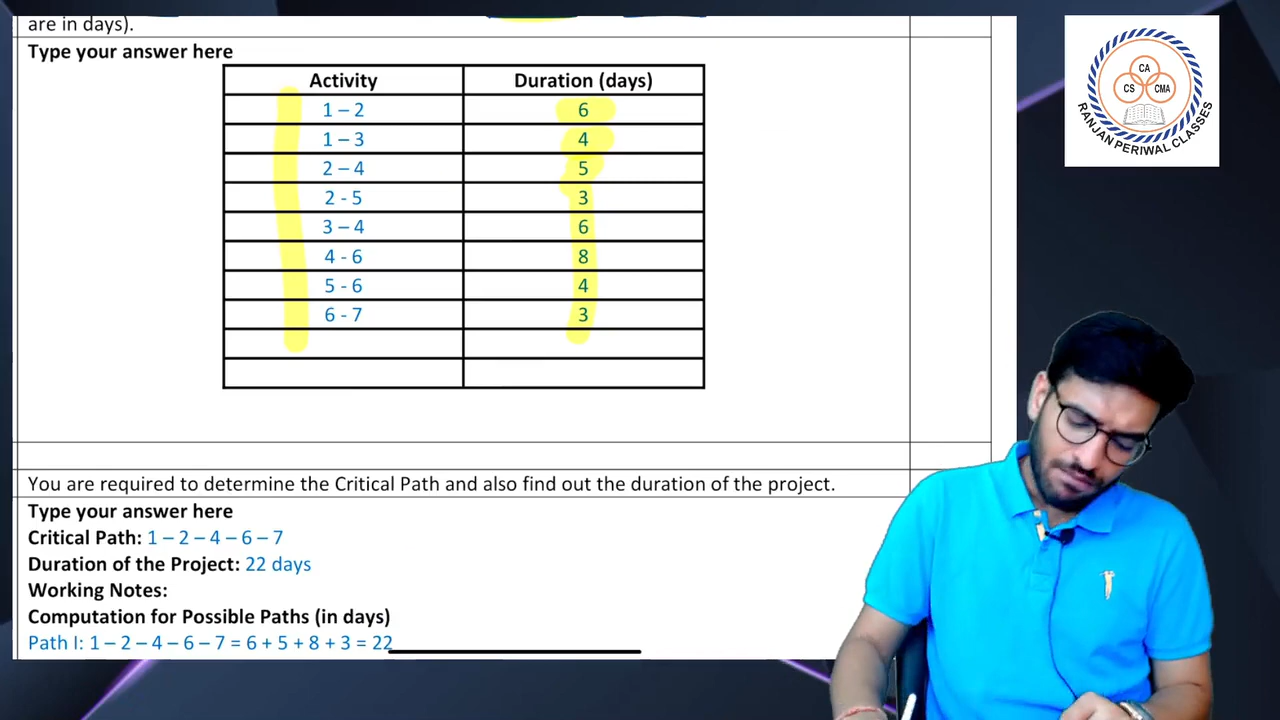 are in days).
Type your answer here
Activity Duration (days)
1 – 2 6
1 – 3 4
2 – 4 5
2 - 5 3
3 – 4 6
4 - 6 8
5 - 6 4
6 - 7 3
You are required to determine the Critical Path and also find out the duration of the project.
Type your answer here
Critical Path: 1 – 2 – 4 – 6 – 7
Duration of the Project: 22 days
Working Notes:
Computation for Possible Paths (in days)
Path I: 1 – 2 – 4 – 6 – 7 = 6 + 5 + 8 + 3 = 22
CA
CS CMA
RANJAN PERIWAL CLASSES